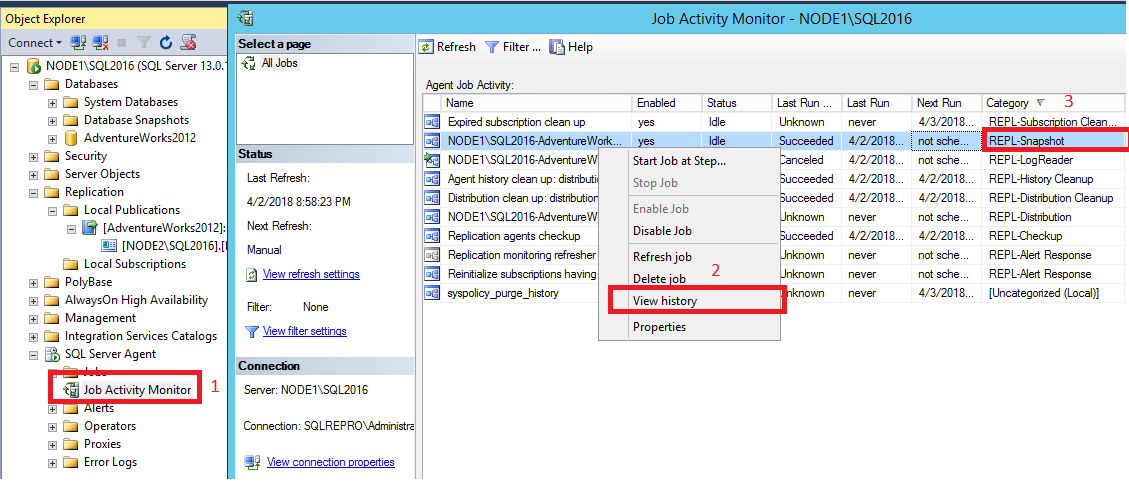 Object Explorer
Connect
NODE1\SQL2016 (SQL Server 13.0.
Databases
System Databases
Database Snapshots
AdventureWorks2012
Security
Server Objects
Replication
Local Publications
[AdventureWorks2012]:
[NODE2\SQL2016].[
Local Subscriptions
PolyBase
AlwaysOn High Availability
Management
Integration Services Catalogs
SQL Server Agent
Jobs
Job Activity Monitor
1
Alerts
Operators
Proxies
Error Logs
Job Activity Monitor - NODE1\SQL2016
Select a page
All Jobs
Status
Last Refresh:
4/2/2018 8:58:23 PM
Next Refresh:
Manual
View refresh settings
Filter: None
View filter settings
Connection
Server: NODE1\SQL2016
Connection: SQLREPRO\Administra
View connection properties
Refresh Filter ... Help
Agent Job Activity:
3
Name Enabled Status Last Run ... Last Run Next Run Category
Expired subscription clean up yes Idle Unknown never 4/3/2018... REPL-Subscription Clean...
NODE1\SQL2016-AdventureWork... yes Idle Succeeded 4/2/2018... not sche... REPL-Snapshot
NODE1\SQL2016-AdventureW Canceled 4/2/2018... not sche... REPL-LogReader
Agent history clean up: distribution Succeeded 4/2/2018... 4/2/2018... REPL-History Cleanup
Distribution clean up: distribution Succeeded 4/2/2018... 4/2/2018... REPL-Distribution Cleanup
NODE1\SQL2016-AdventureW Unknown never not sche... REPL-Distribution
Replication agents checkup Succeeded 4/2/2018... 4/2/2018... REPL-Checkup
Replication monitoring refresher Unknown never not sche... REPL-Alert Response
Reinitialize subscriptions having Unknown never not sche... REPL-Alert Response
syspolicy_purge_history Unknown never 4/3/2018... [Uncategorized (Local)]
Start Job at Step...
Stop Job
Enable Job
Disable Job
Refresh job
2
Delete job
View history
Properties